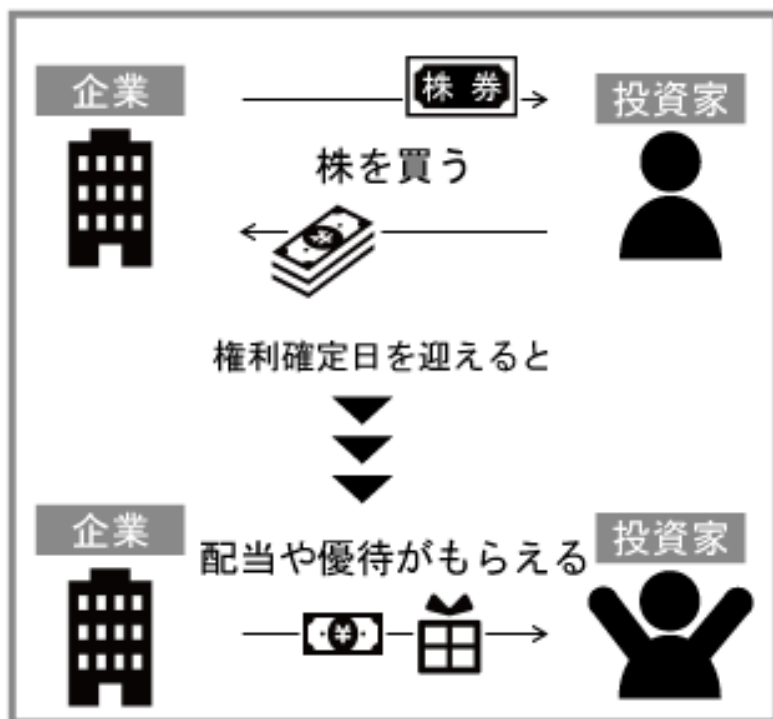 企業
株券
投資家
株を買う
¥
権利確定日を迎えると
企業
配当や優待がもらえる
投資家
¥